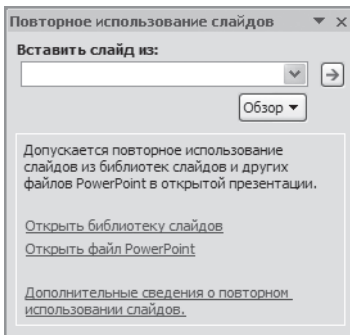 Повторное использование слайдов
Вставить слайд из:
Обзор
Допускается повторное использование
слайдов из библиотек слайдов и других
файлов PowerPoint в открытой презентации.
Открыть библиотеку слайдов
Открыть файл PowerPoint
Дополнительные сведения о повторном
использовании слайдов.